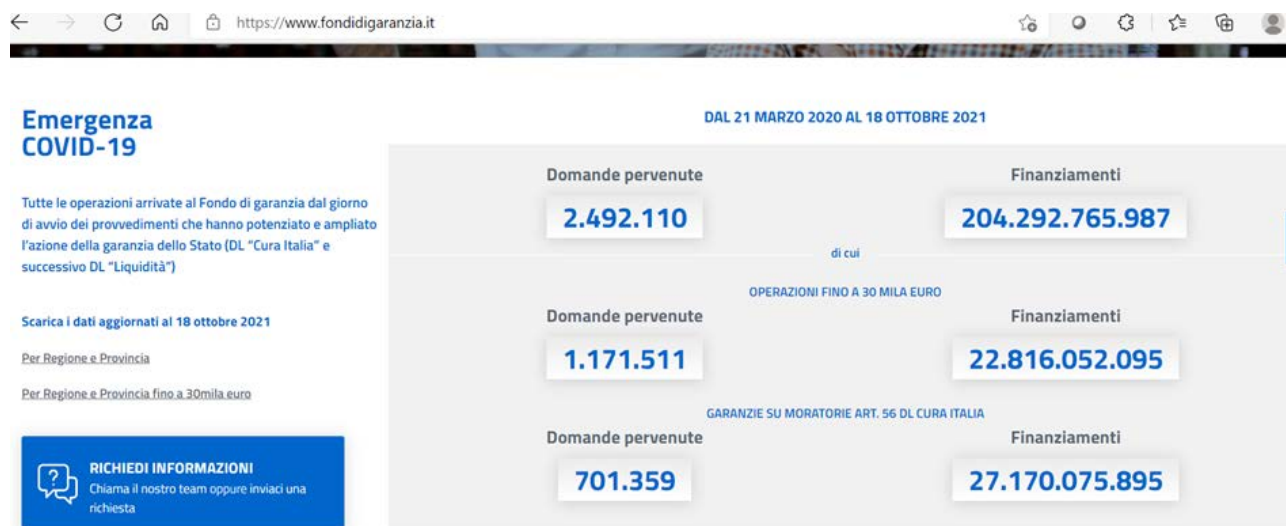 https://www.fondidigaranzia.it
Emergenza
COVID-19
Tutte le operazioni arrivate al Fondo di garanzia dal giorno
di avvio dei provvedimenti che hanno potenziato e ampliato
l'azione della garanzia dello Stato (DL "Cura Italia" e
successivo DL "Liquidità")
Scarica i dati aggiornati al 18 ottobre 2021
Per Regione e Provincia
Per Regione e Provincia fino a 30mila euro
RICHIEDI INFORMAZIONI
Chiama il nostro team oppure inviaci una
richiesta
DAL 21 MARZO 2020 AL 18 OTTOBRE 2021
Domande pervenute Finanziamenti
2.492.110 204.292.765.987
di cui
OPERAZIONI FINO A 30 MILA EURO
Domande pervenute Finanziamenti
1.171.511 22.816.052.095
GARANZIE SU MORATORIE ART. 56 DL CURA ITALIA
Domande pervenute Finanziamenti
701.359 27.170.075.895